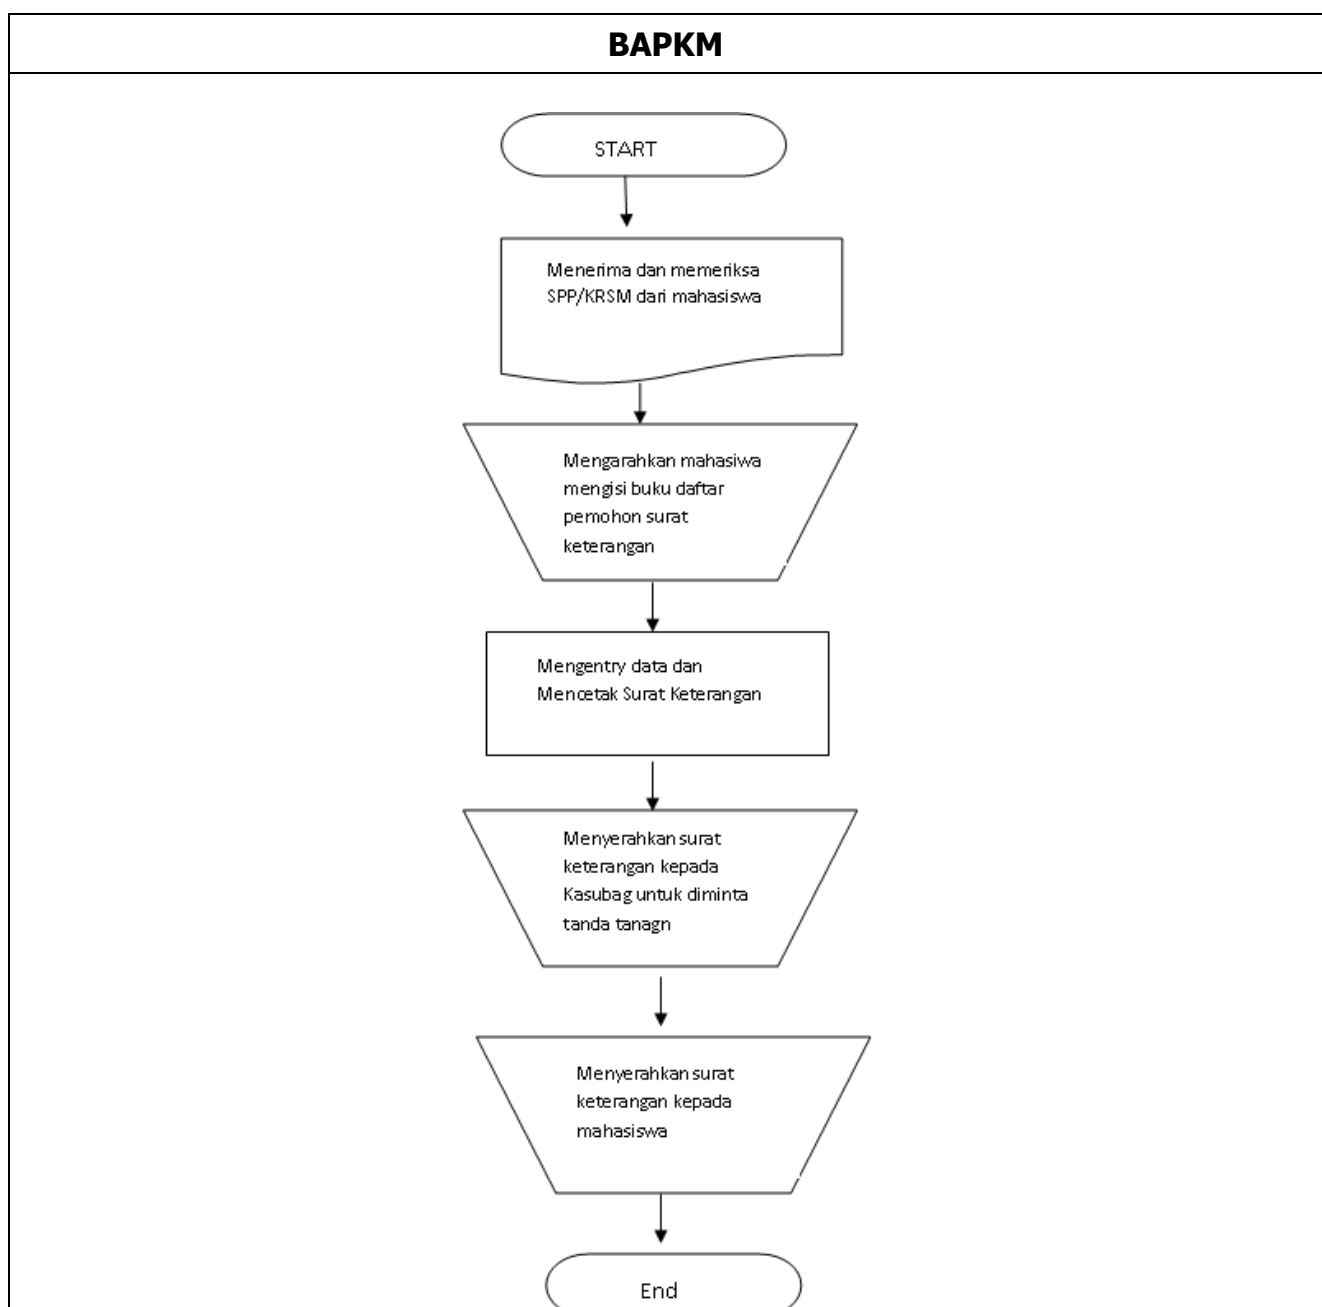 BAPKM
START
Menerima dan memeriksa
SPP/KRSM dari mahasiswa
Mengarahkan mahasiwa
mengisi buku daftar
pemohon surat
keterangan
Mengentry data dan
Mencetak Surat Keterangan
Menyerahkan surat
keterangan kepada
Kasubag untuk diminta
tanda tanagn
Menyerahkan surat
keterangan kepada
mahasiswa
End